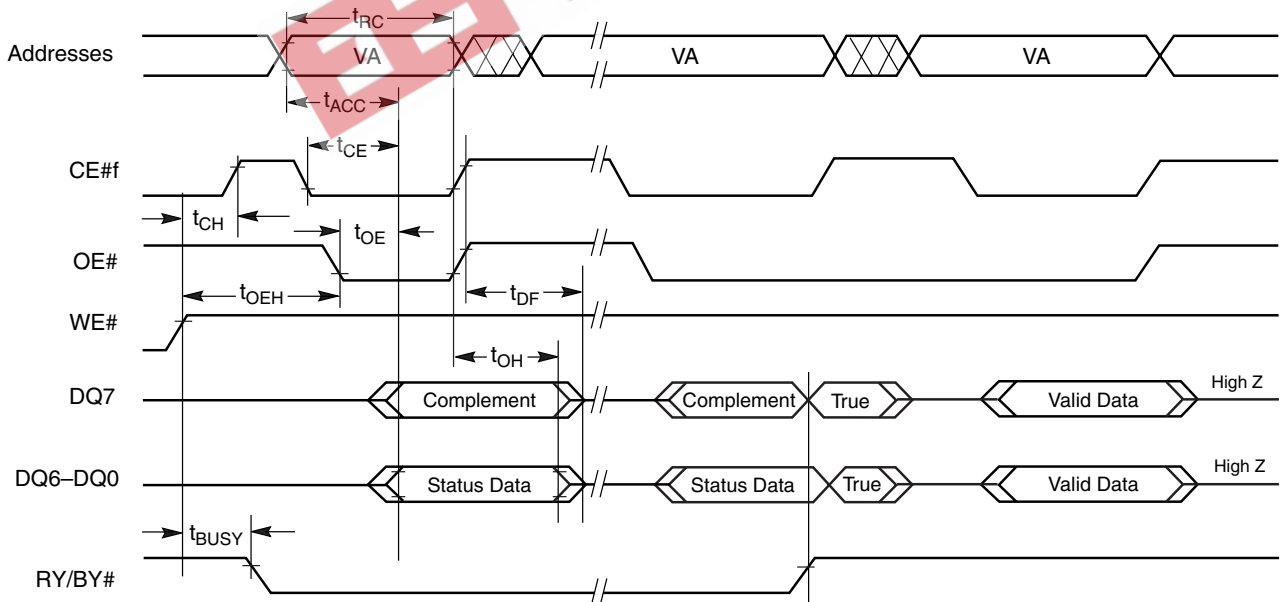 tRC
Addresses VA VA VA
tACC
tCE
CE#f
tCH tOE
OE#
tOEH tDF
WE#
tOH
DQ7 Complement Complement True Valid Data High Z
DQ6–DQ0 Status Data Status Data True Valid Data High Z
tBUSY
RY/BY#